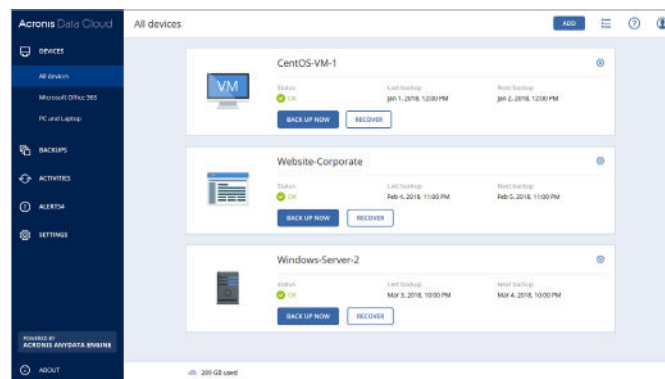 Acronis Data Cloud
All devices
ADD
DEVICES
All devices
Microsoft Office 365
PC and Laptop
BACKUPS
ACTIVITIES
ALERTS4
SETTINGS
POWERED BY
ACRONIS ANYDATA ENGINE
ABOUT
CentOS-VM-1
VM
Status Last backup Next backup
OK Jan 1, 2018, 12:00 PM Jan 2, 2018, 12:00 PM
BACK UP NOW RECOVER
Website-Corporate
Status Last backup Next backup
OK Feb 4, 2018, 11:00 PM Feb 5, 2018, 11:00 PM
BACK UP NOW RECOVER
Windows-Server-2
Status Last backup Next backup
OK Mar 3, 2018, 10:00 PM Mar 4, 2018, 10:00 PM
BACK UP NOW RECOVER
289 GB used